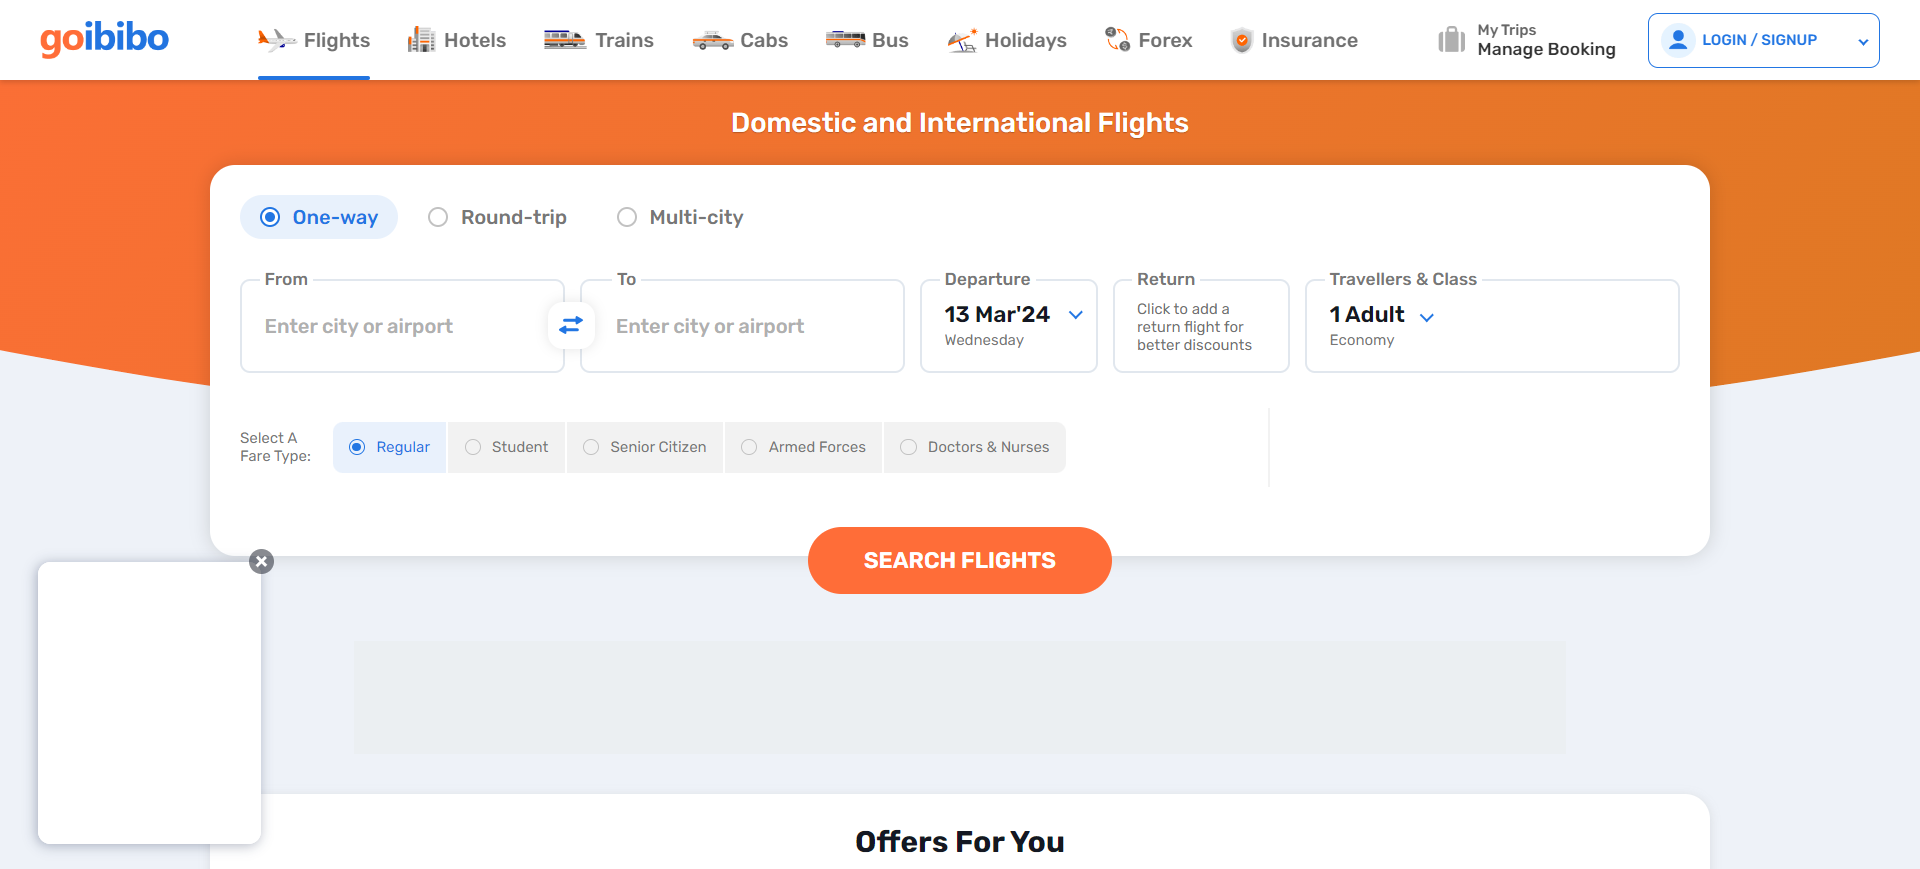 goibibo
Flights
Hotels
Trains
Cabs
Bus
Holidays
Forex
Insurance
My Trips
Manage Booking
LOGIN / SIGNUP
Domestic and International Flights
One-way
Round-trip
Multi-city
From
Enter city or airport
To
Enter city or airport
Departure
13 Mar'24
Wednesday
Return
Click to add a
return flight for
better discounts
Travellers & Class
1 Adult
Economy
Select A
Fare Type:
Regular
Student
Senior Citizen
Armed Forces
Doctors & Nurses
SEARCH FLIGHTS
Offers For You